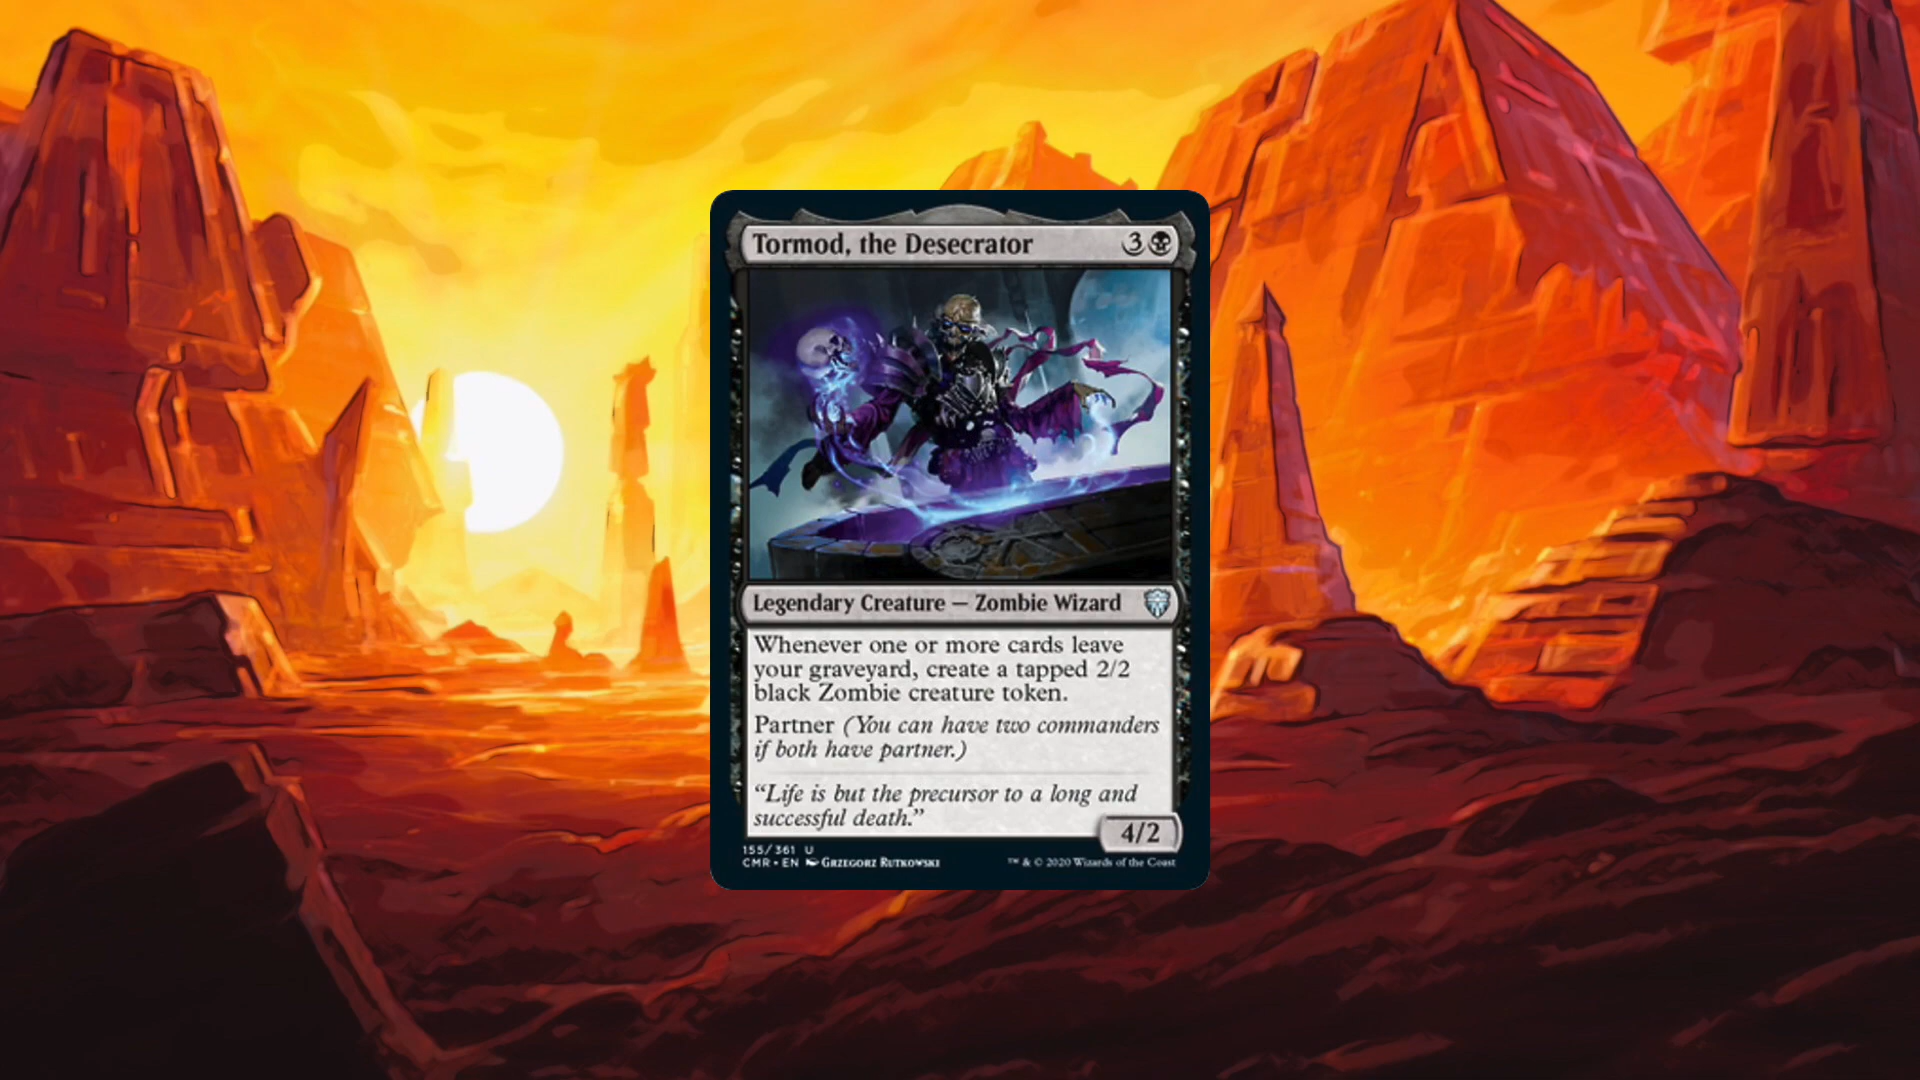 Tormod, the Desecrator 3
Legendary Creature — Zombie Wizard
Whenever one or more cards leave
your graveyard, create a tapped 2/2
black Zombie creature token.
Partner (You can have two commanders
if both have partner.)
“Life is but the precursor to a long and
successful death.”
4/2
155/361 U
CMR • EN Grzegorz Rutkowski
™ & © 2020 Wizards of the Coast